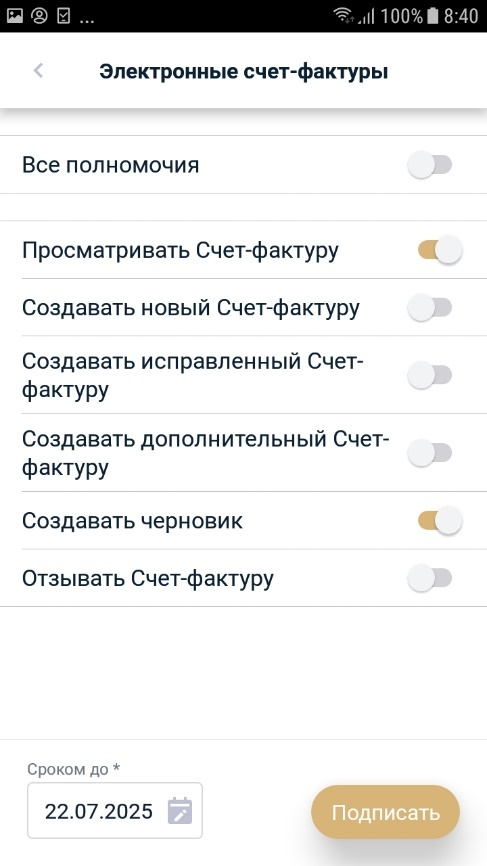 ... 100% 8:40
Электронные счет-фактуры
Все полномочия
Просматривать Счет-фактуру
Создавать новый Счет-фактуру
Создавать исправленный Счет-
фактуру
Создавать дополнительный Счет-
фактуру
Создавать черновик
Отзывать Счет-фактуру
Сроком до *
22.07.2025
Подписать